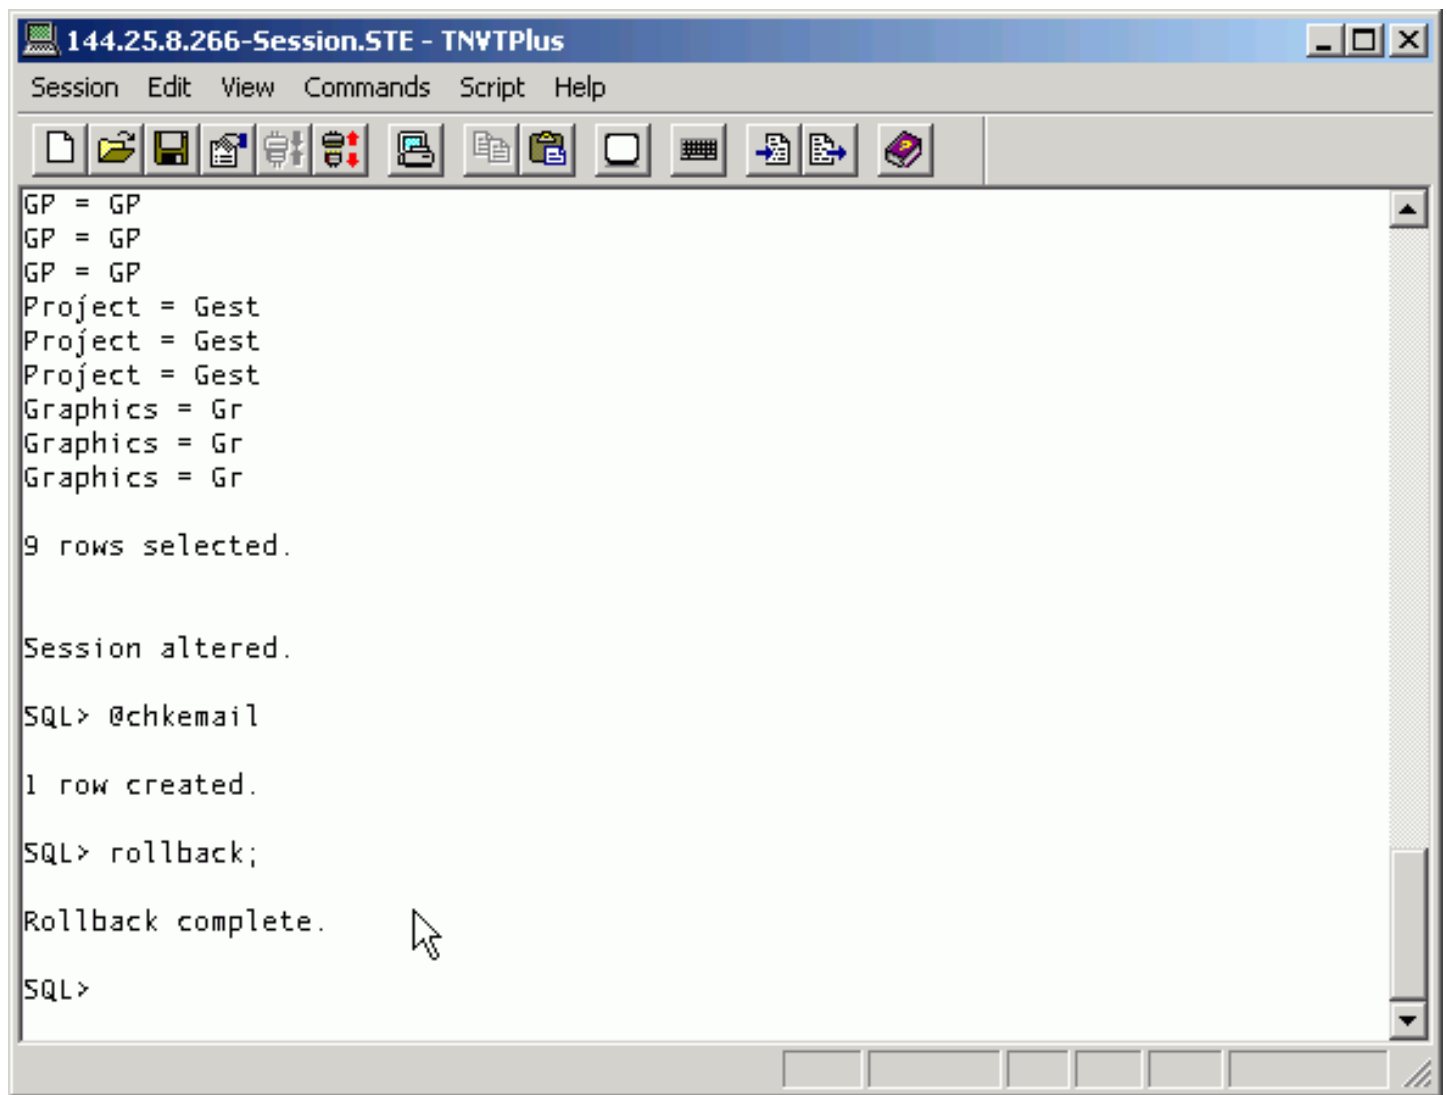 144.25.8.266-Session.STE - TNVTPlus
Session Edit View Commands Script Help
GP = GP
GP = GP
GP = GP
Project = Gest
Project = Gest
Project = Gest
Graphics = Gr
Graphics = Gr
Graphics = Gr
9 rows selected.
Session altered.
SQL> @chkemail
1 row created.
SQL> rollback;
Rollback complete.
SQL>